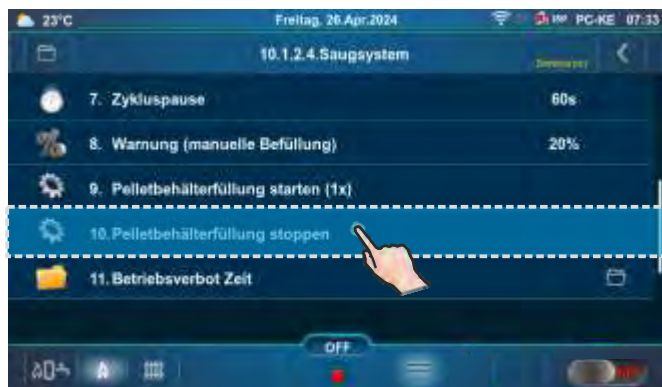 23°C Freitag, 26.Apr.2024 PC-KE 07:33
10.1.2.4.Saugsystem
7. Zykluspause 60s
8. Warnung (manuelle Befüllung) 20%
9. Pelletbehälterfüllung starten (1x)
10. Pelletbehälterfüllung stoppen
11. Betriebsverbot Zeit
OFF
A